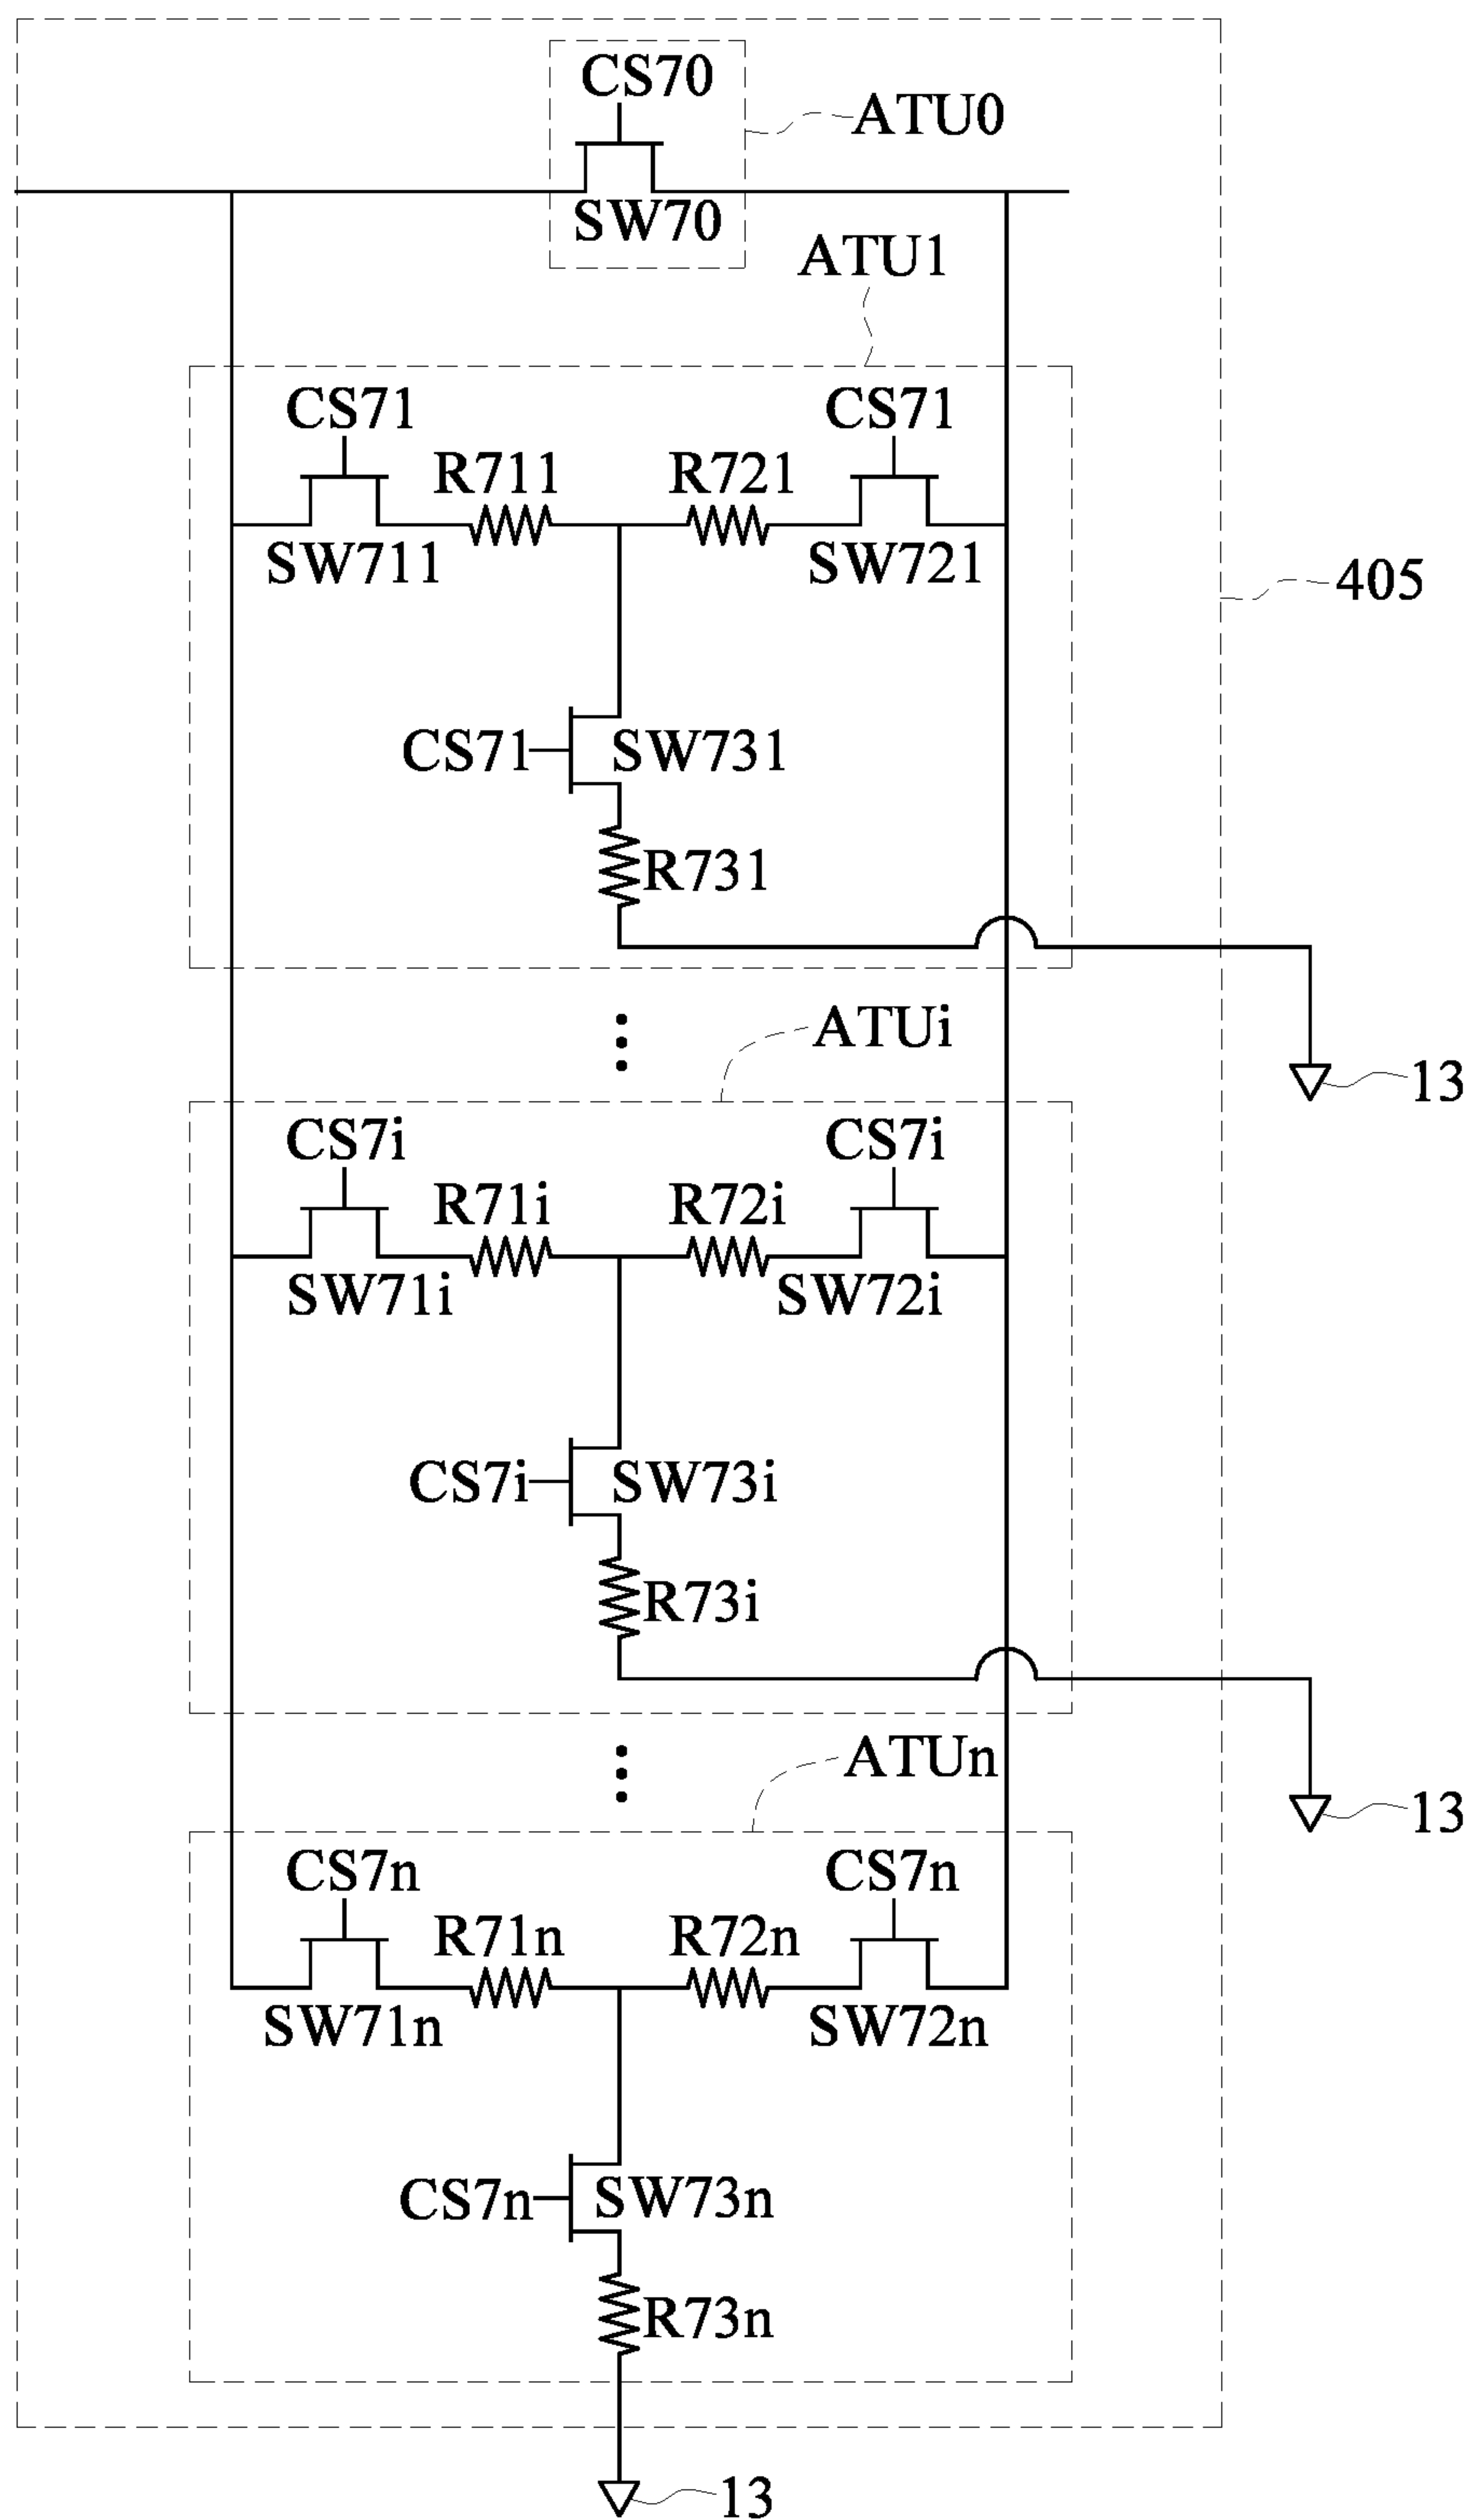 CS70
ATU0
SW70
ATU1
CS71
CS71
R711
R721
SW711
SW721
405
CS71
SW731
R731
ATUi
13
CS7i
CS7i
R71i
R72i
SW71i
SW72i
CS7i
SW73i
R73i
ATUn
13
CS7n
CS7n
R71n
R72n
SW71n
SW72n
CS7n
SW73n
R73n
13